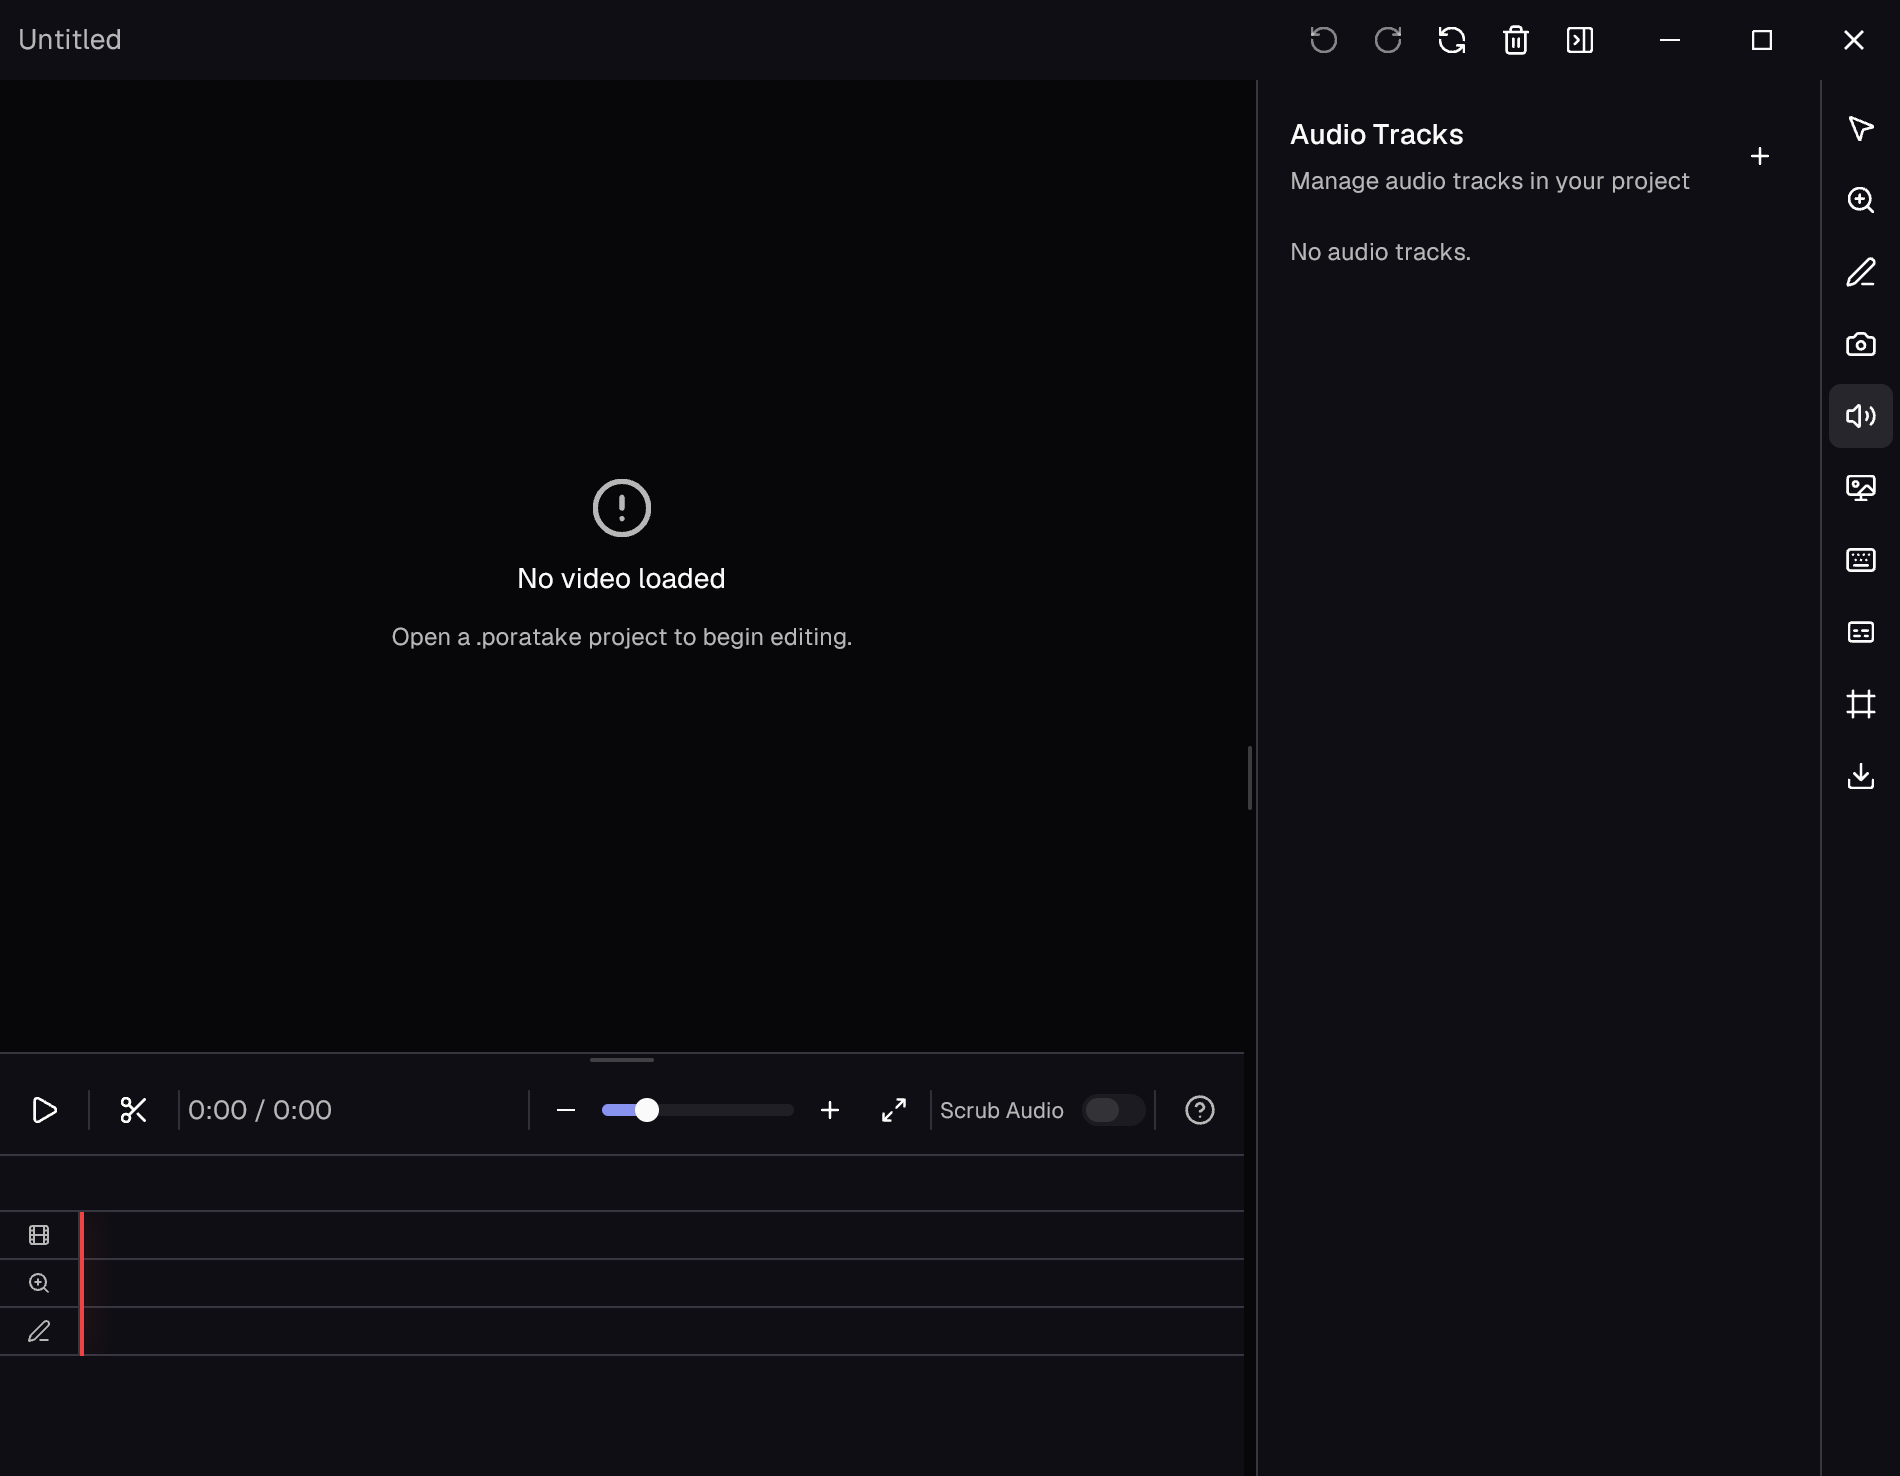 Untitled
Audio Tracks
Manage audio tracks in your project
No audio tracks.
No video loaded
Open a .poratake project to begin editing.
0:00 / 0:00
Scrub Audio